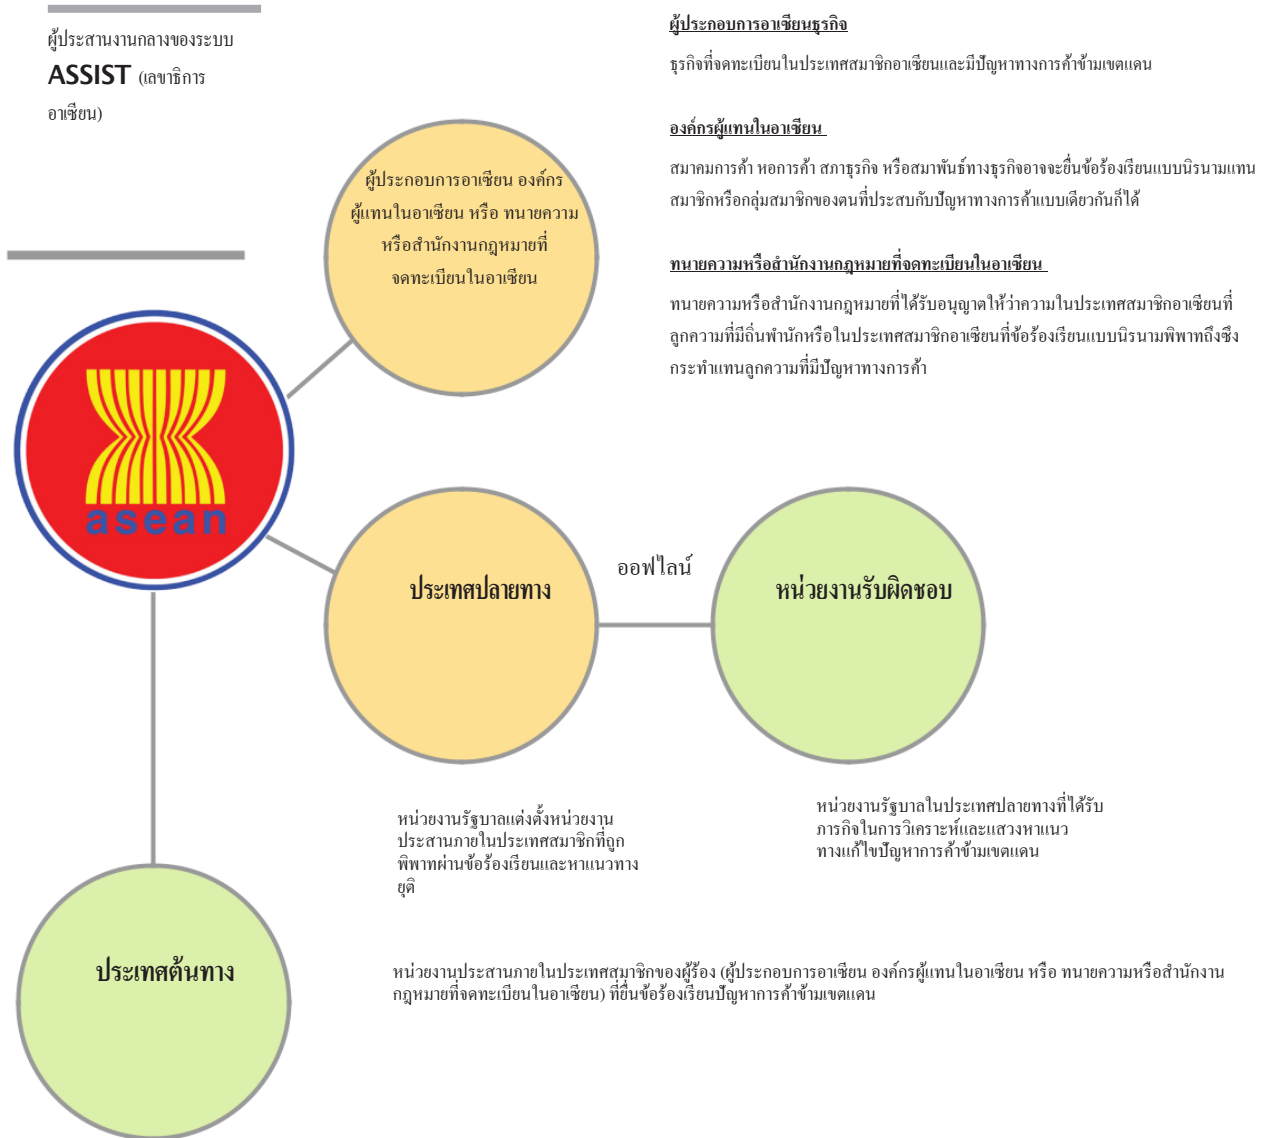 ผู้ประสานงานกลางของระบบ
ASSIST (เลขาธิการ
อาเซียน)
ผู้ประกอบการอาเซียนธุรกิจ
ธุรกิจที่จดทะเบียนในประเทศสมาชิกอาเซียนและมีปัญหาทางการค้าข้ามเขตแดน
องค์กรผู้แทนในอาเซียน
สมาคมการค้า หอการค้า สภาธุรกิจ หรือสมาพันธ์ทางธุรกิจอาจจะยื่นข้อร้องเรียนแบบนิรนามแทน
สมาชิกหรือกลุ่มสมาชิกของตนที่ประสบกับปัญหาทางการค้าแบบเดียวกันก็ได้
ทนายความหรือสำนักงานกฎหมายที่จดทะเบียนในอาเซียน
ทนายความหรือสำนักงานกฎหมายที่ได้รับอนุญาตให้ว่าความในประเทศสมาชิกอาเซียนที่
ลูกความที่มีถิ่นพำนักหรือในประเทศสมาชิกอาเซียนที่ข้อร้องเรียนแบบนิรนามพิพาทถึงซึ่ง
กระทำแทนลูกความที่มีปัญหาทางการค้า
ผู้ประกอบการอาเซียน องค์กร
ผู้แทนในอาเซียน หรือ ทนายความ
หรือสำนักงานกฎหมายที่
จดทะเบียนในอาเซียน
asean
ประเทศปลายทาง
ออฟไลน์
หน่วยงานรับผิดชอบ
หน่วยงานรัฐบาลแต่งตั้งหน่วยงาน
ประสานภายในประเทศสมาชิกที่ถูก
พิพาทผ่านข้อร้องเรียนและหาแนวทาง
ยุติ
หน่วยงานรัฐบาลในประเทศปลายทางที่ได้รับ
ภารกิจในการวิเคราะห์และแสวงหาแนว
ทางแก้ไขปัญหาการค้าข้ามเขตแดน
ประเทศต้นทาง
หน่วยงานประสานภายในประเทศสมาชิกของผู้ร้อง (ผู้ประกอบการอาเซียน องค์กรผู้แทนในอาเซียน หรือ ทนายความหรือสำนักงาน
กฎหมายที่จดทะเบียนในอาเซียน) ที่ยื่นข้อร้องเรียนปัญหาการค้าข้ามเขตแดน